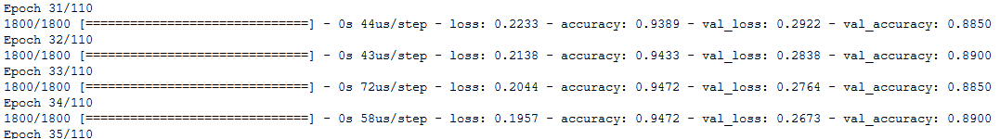 Epoch 31/110
1800/1800 [==============================] - 0s 44us/step - loss: 0.2233 - accuracy: 0.9389 - val_loss: 0.2922 - val_accuracy: 0.8850
Epoch 32/110
1800/1800 [==============================] - 0s 43us/step - loss: 0.2138 - accuracy: 0.9433 - val_loss: 0.2838 - val_accuracy: 0.8900
Epoch 33/110
1800/1800 [==============================] - 0s 72us/step - loss: 0.2044 - accuracy: 0.9472 - val_loss: 0.2764 - val_accuracy: 0.8850
Epoch 34/110
1800/1800 [==============================] - 0s 58us/step - loss: 0.1957 - accuracy: 0.9472 - val_loss: 0.2673 - val_accuracy: 0.8900
Epoch 35/110